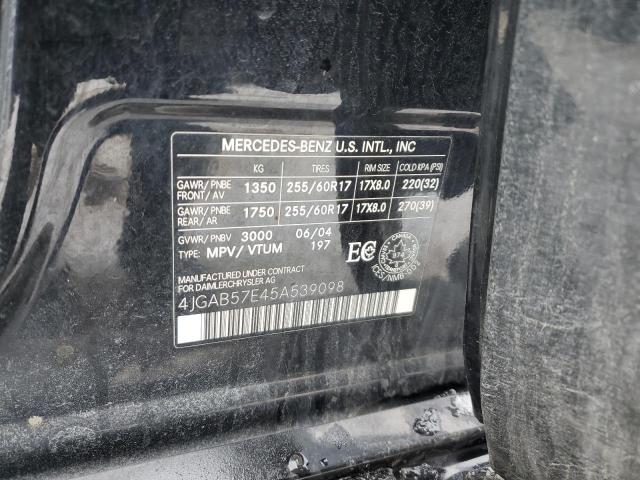 MERCEDES-BENZ U.S. INTL., INC
KG TIRES RIM SIZE COLD KPA (PSI)
GAWR/PNBE FRONT/AV 1350 255/60R17 17X8.0 220(32)
GAWR/PNBE REAR/AR 1750 255/60R17 17X8.0 270(39)
GVWR/PNBV 3000 06/04
TYPE: MPV/VTUM 197 EC
CANADA
874
MANUFACTURED UNDER CONTRACT
FOR DAIMLERCHRYSLER AG
4JGAB57E45A539098